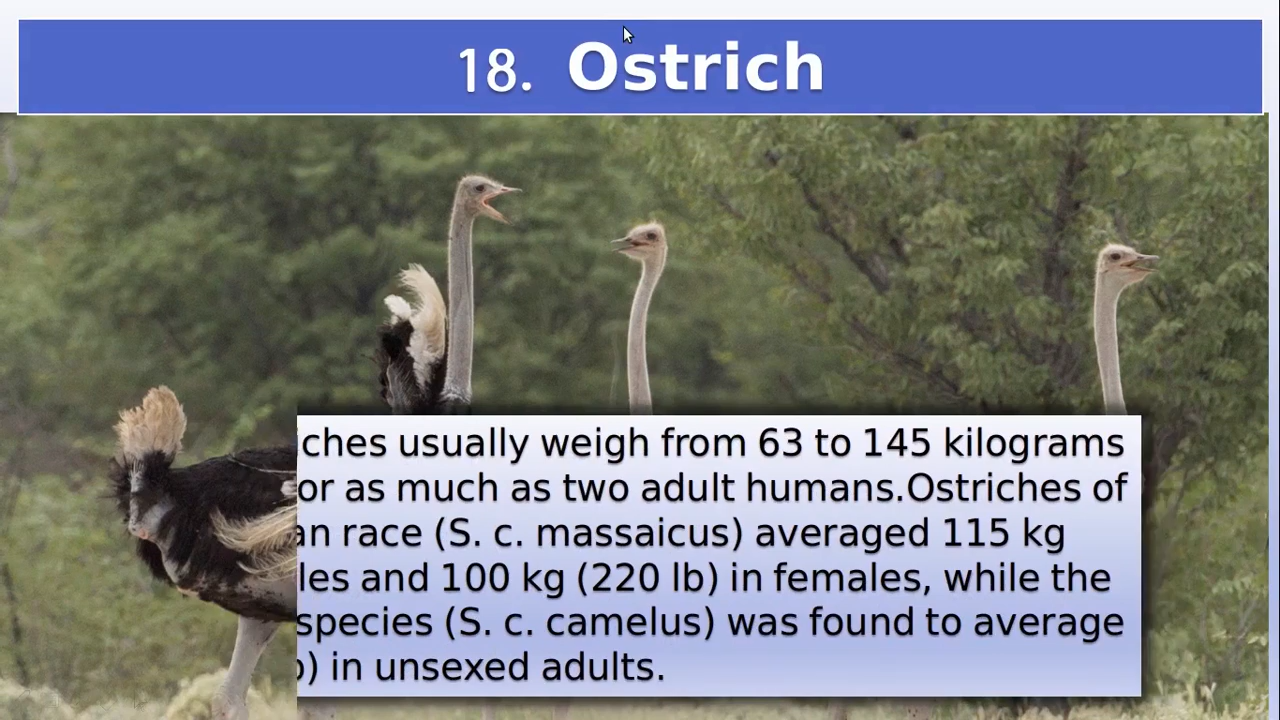 18. Ostrich
ches usually weigh from 63 to 145 kilograms
or as much as two adult humans.Ostriches of
an race (S. c. massaicus) averaged 115 kg
les and 100 kg (220 lb) in females, while the
species (S. c. camelus) was found to average
) in unsexed adults.